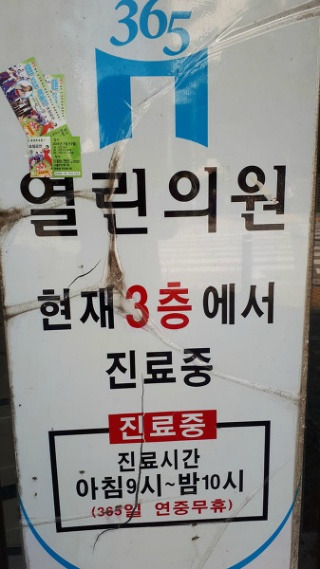 365
열린의원
현재 3층에서
진료중
진료중
진료시간
아침9시~밤10시
(365일 연중무휴)